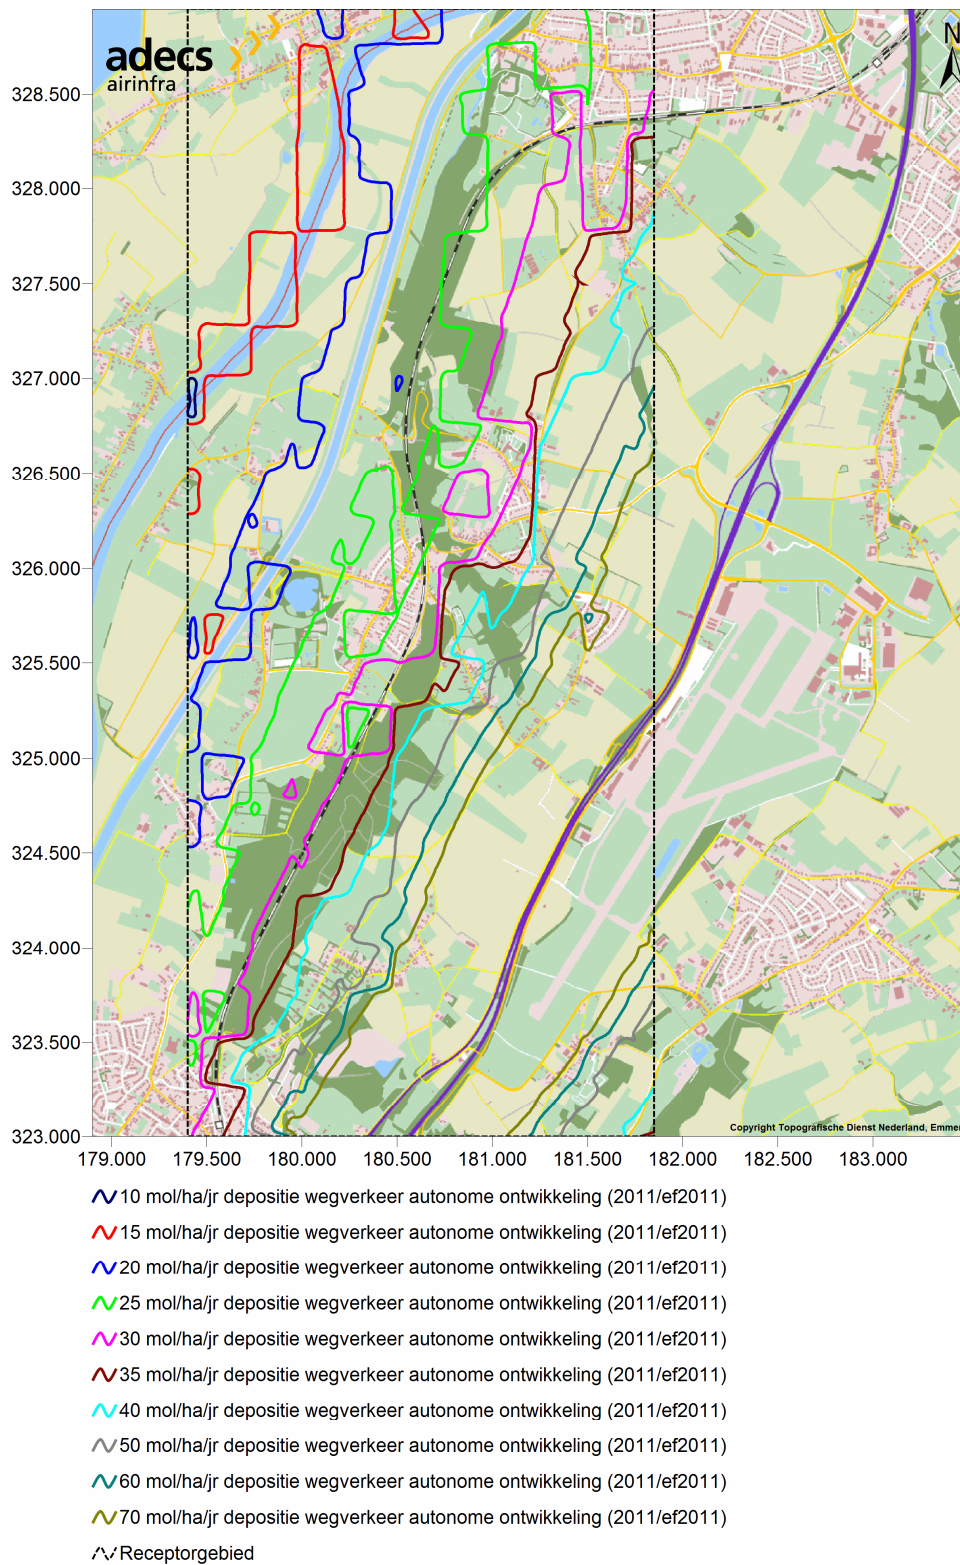 adecs
airinfra
N
328.500
328.000
327.500
327.000
326.500
326.000
325.500
325.000
324.500
324.000
323.500
323.000
Copyright Topografische Dienst Nederland, Emmen
179.000 179.500 180.000 180.500 181.000 181.500 182.000 182.500 183.000
10 mol/ha/jr depositie wegverkeer autonome ontwikkeling (2011/ef2011)
15 mol/ha/jr depositie wegverkeer autonome ontwikkeling (2011/ef2011)
20 mol/ha/jr depositie wegverkeer autonome ontwikkeling (2011/ef2011)
25 mol/ha/jr depositie wegverkeer autonome ontwikkeling (2011/ef2011)
30 mol/ha/jr depositie wegverkeer autonome ontwikkeling (2011/ef2011)
35 mol/ha/jr depositie wegverkeer autonome ontwikkeling (2011/ef2011)
40 mol/ha/jr depositie wegverkeer autonome ontwikkeling (2011/ef2011)
50 mol/ha/jr depositie wegverkeer autonome ontwikkeling (2011/ef2011)
60 mol/ha/jr depositie wegverkeer autonome ontwikkeling (2011/ef2011)
70 mol/ha/jr depositie wegverkeer autonome ontwikkeling (2011/ef2011)
Receptorgebied